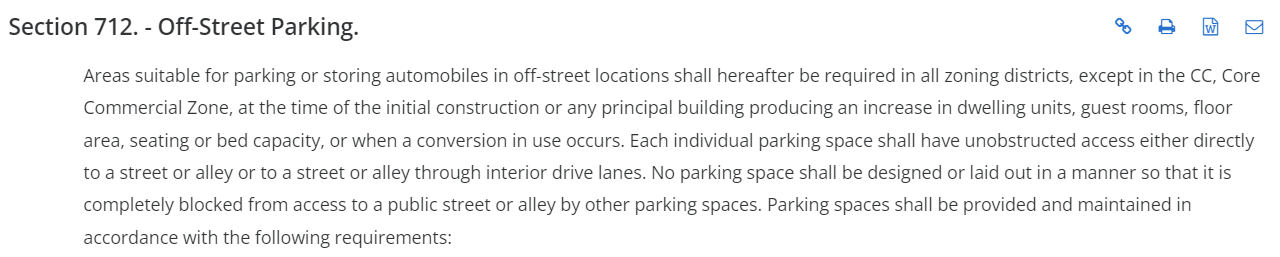 Section 712. - Off-Street Parking.
Areas suitable for parking or storing automobiles in off-street locations shall hereafter be required in all zoning districts, except in the CC, Core
Commercial Zone, at the time of the initial construction or any principal building producing an increase in dwelling units, guest rooms, floor
area, seating or bed capacity, or when a conversion in use occurs. Each individual parking space shall have unobstructed access either directly
to a street or alley or to a street or alley through interior drive lanes. No parking space shall be designed or laid out in a manner so that it is
completely blocked from access to a public street or alley by other parking spaces. Parking spaces shall be provided and maintained in
accordance with the following requirements: